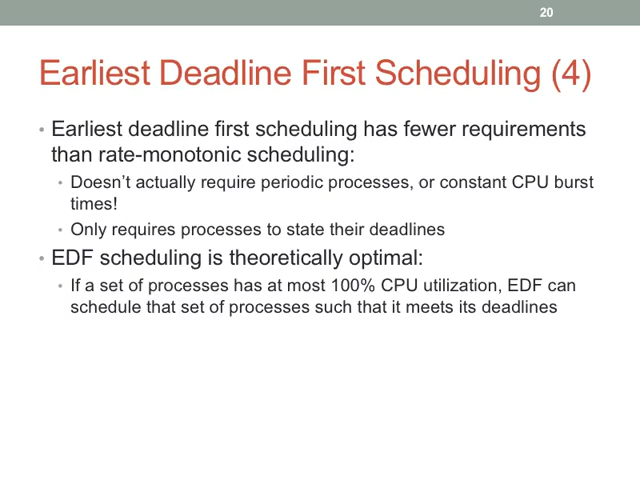 20
Earliest Deadline First Scheduling (4)
• Earliest deadline first scheduling has fewer requirements
than rate-monotonic scheduling:
• Doesn’t actually require periodic processes, or constant CPU burst
times!
• Only requires processes to state their deadlines
• EDF scheduling is theoretically optimal:
• If a set of processes has at most 100% CPU utilization, EDF can
schedule that set of processes such that it meets its deadlines